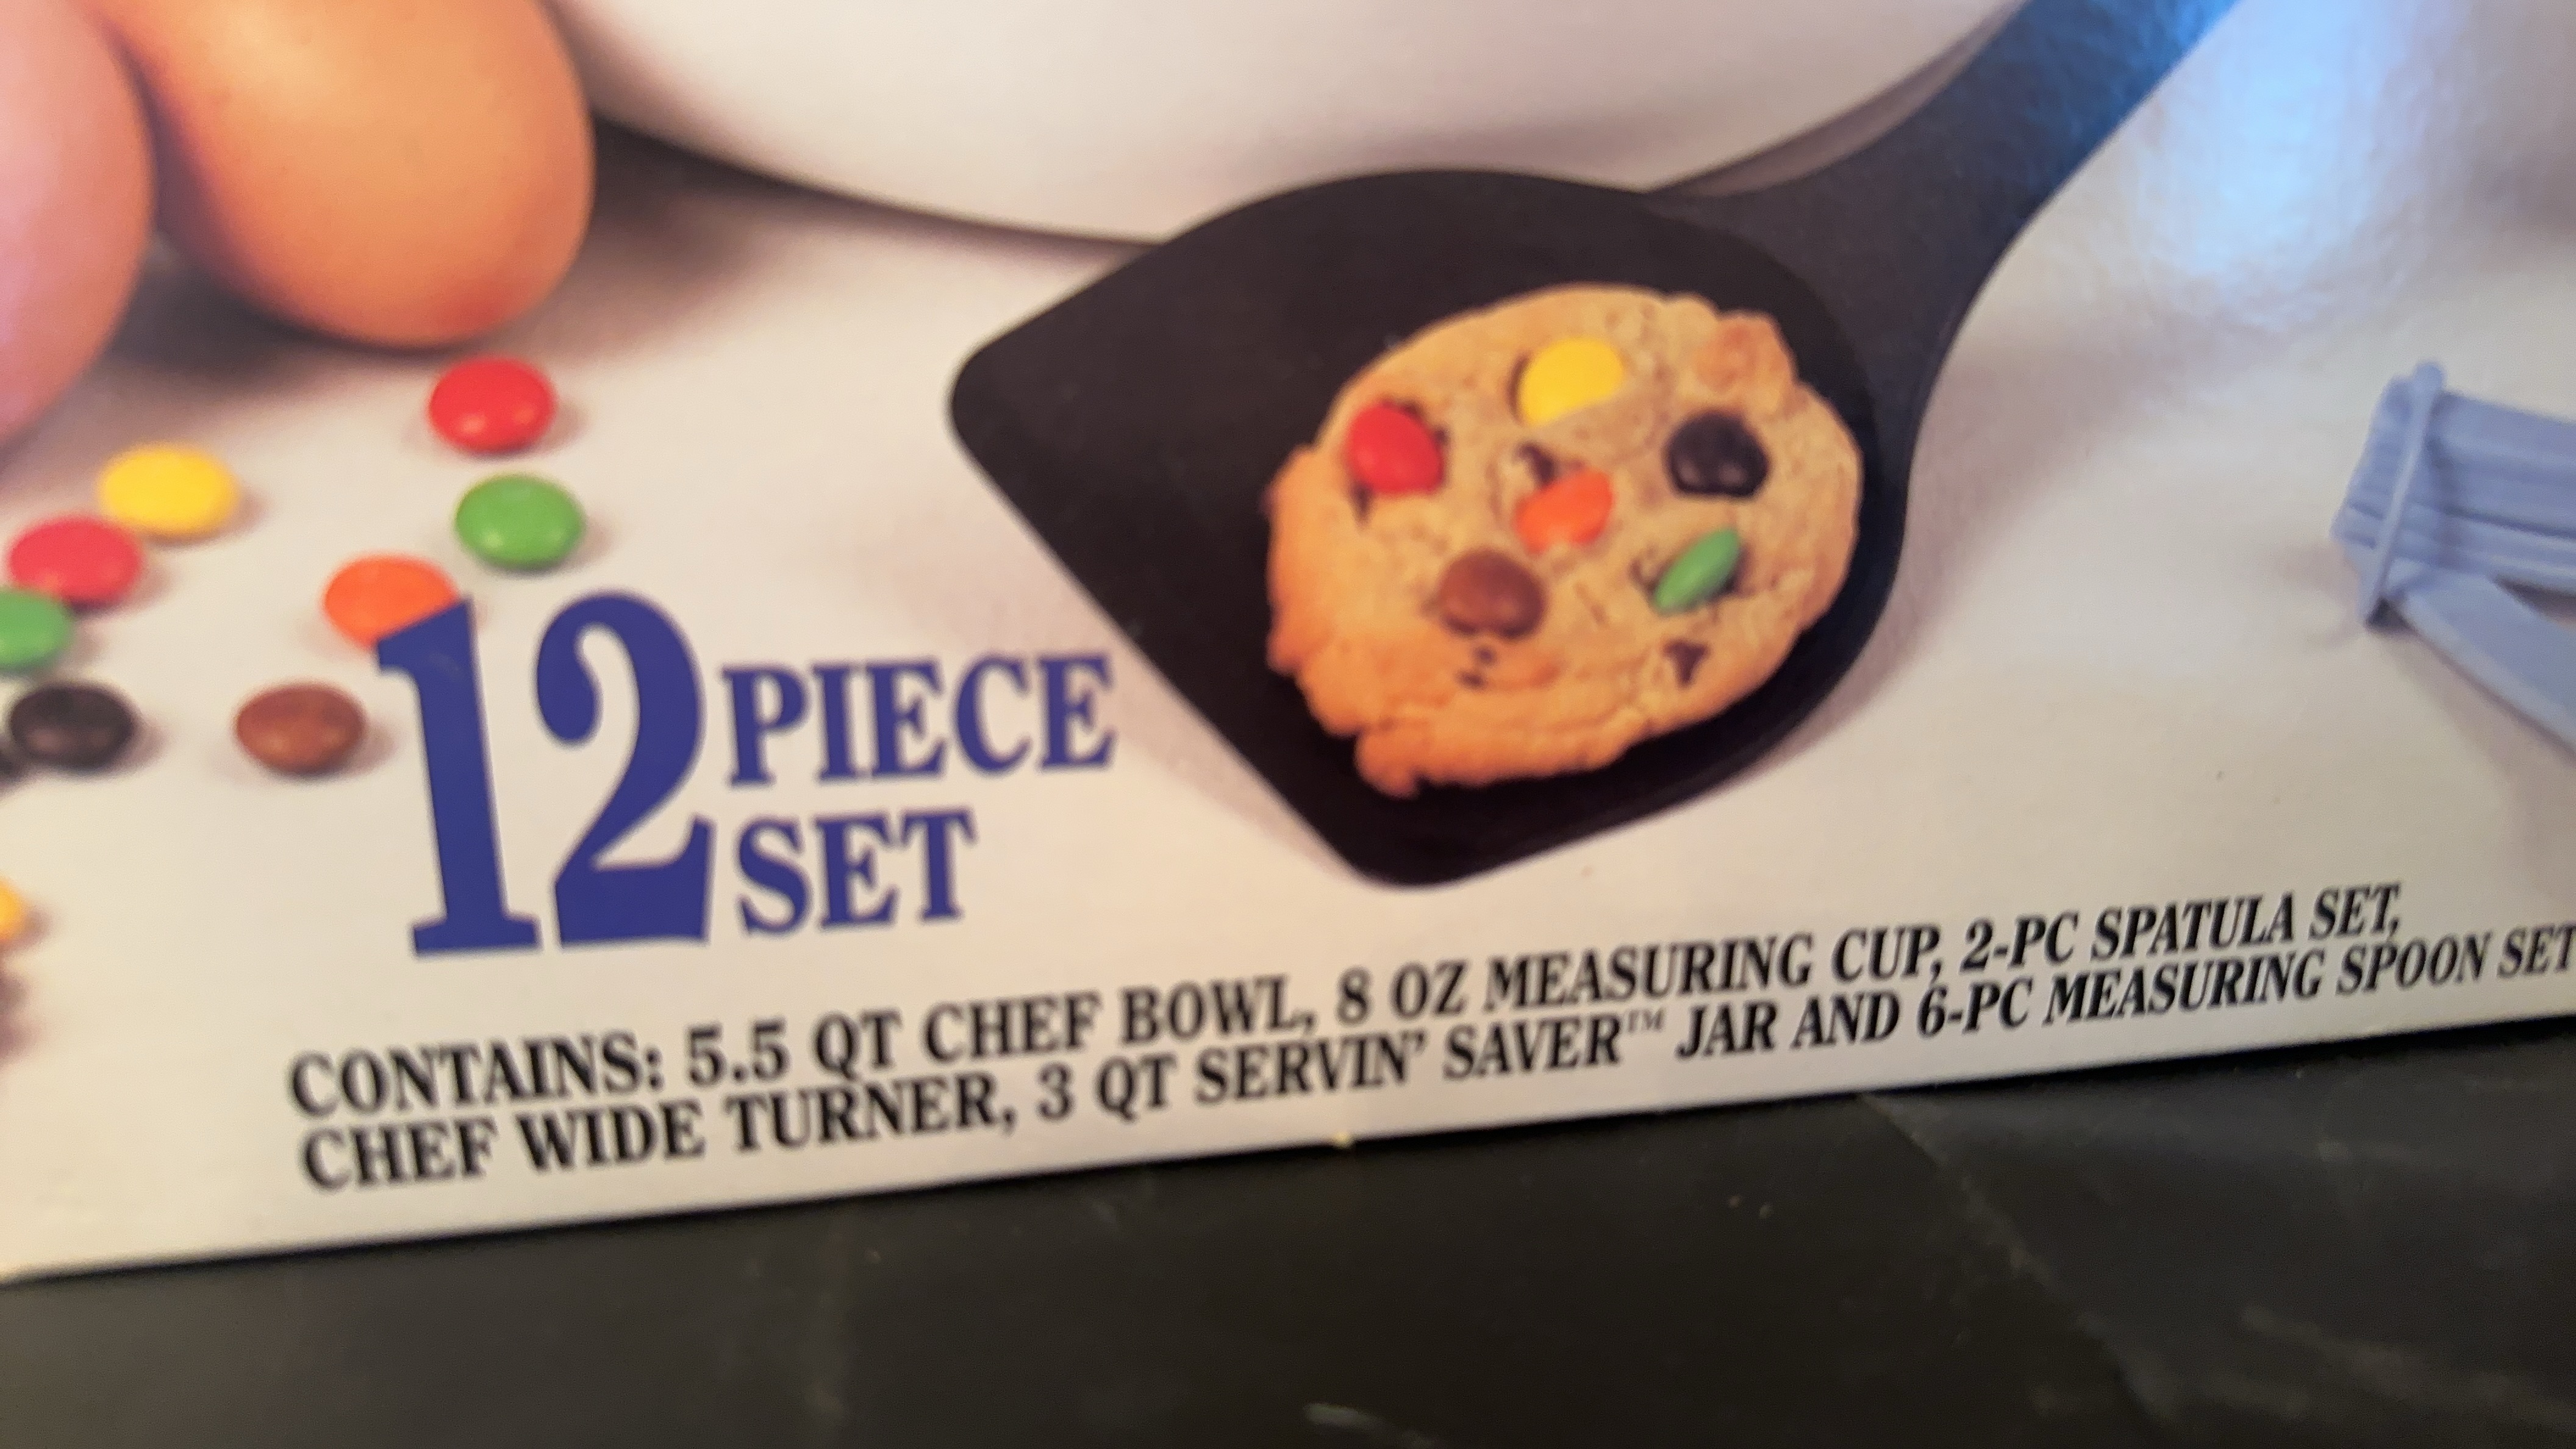 12 PIECE
SET
CONTAINS: 5.5 QT CHEF BOWL, 8 OZ MEASURING CUP, 2-PC SPATULA SET,
CHEF WIDE TURNER, 3 QT SERVIN' SAVER™ JAR AND 6-PC MEASURING SPOON SET